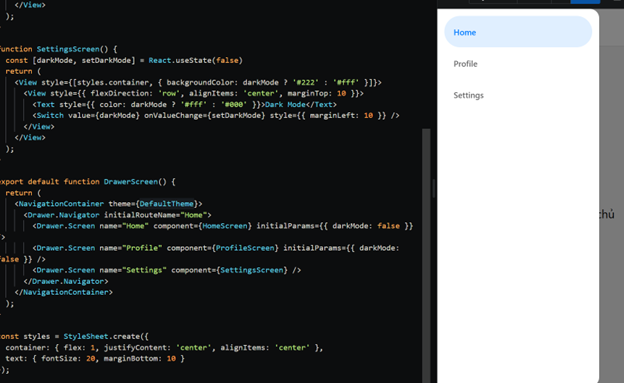 </View>
);
function SettingsScreen() {
const [darkMode, setDarkMode] = React.useState(false)
return (
<View style={[styles.container, { backgroundColor: darkMode ? '#222' : '#fff' }]}>
<View style={{ flexDirection: 'row', alignItems: 'center', marginTop: 10 }}>
<Text style={{ color: darkMode ? '#fff' : '#000' }}>Dark Mode</Text>
<Switch value={darkMode} onValueChange={setDarkMode} style={{ marginLeft: 10 }} />
</View>
</View>
);
export default function DrawerScreen() {
return (
<NavigationContainer theme={DefaultTheme}>
<Drawer.Navigator initialRouteName="Home">
<Drawer.Screen name="Home" component={HomeScreen} initialParams={{ darkMode: false }}
/>
<Drawer.Screen name="Profile" component={ProfileScreen} initialParams={{ darkMode:
false }} />
<Drawer.Screen name="Settings" component={SettingsScreen} />
</Drawer.Navigator>
</NavigationContainer>
);
const styles = StyleSheet.create({
container: { flex: 1, justifyContent: 'center', alignItems: 'center' },
text: { fontSize: 20, marginBottom: 10 }
});
Home
Profile
Settings
chủ